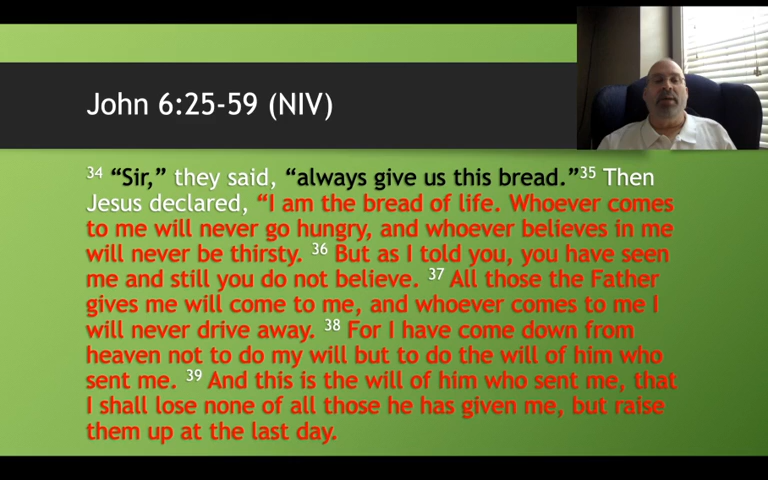 John 6:25-59 (NIV)
34 “Sir,” they said, “always give us this bread.”35 Then
Jesus declared, “I am the bread of life. Whoever comes
to me will never go hungry, and whoever believes in me
will never be thirsty. 36 But as I told you, you have seen
me and still you do not believe. 37 All those the Father
gives me will come to me, and whoever comes to me I
will never drive away. 38 For I have come down from
heaven not to do my will but to do the will of him who
sent me. 39 And this is the will of him who sent me, that
I shall lose none of all those he has given me, but raise
them up at the last day.